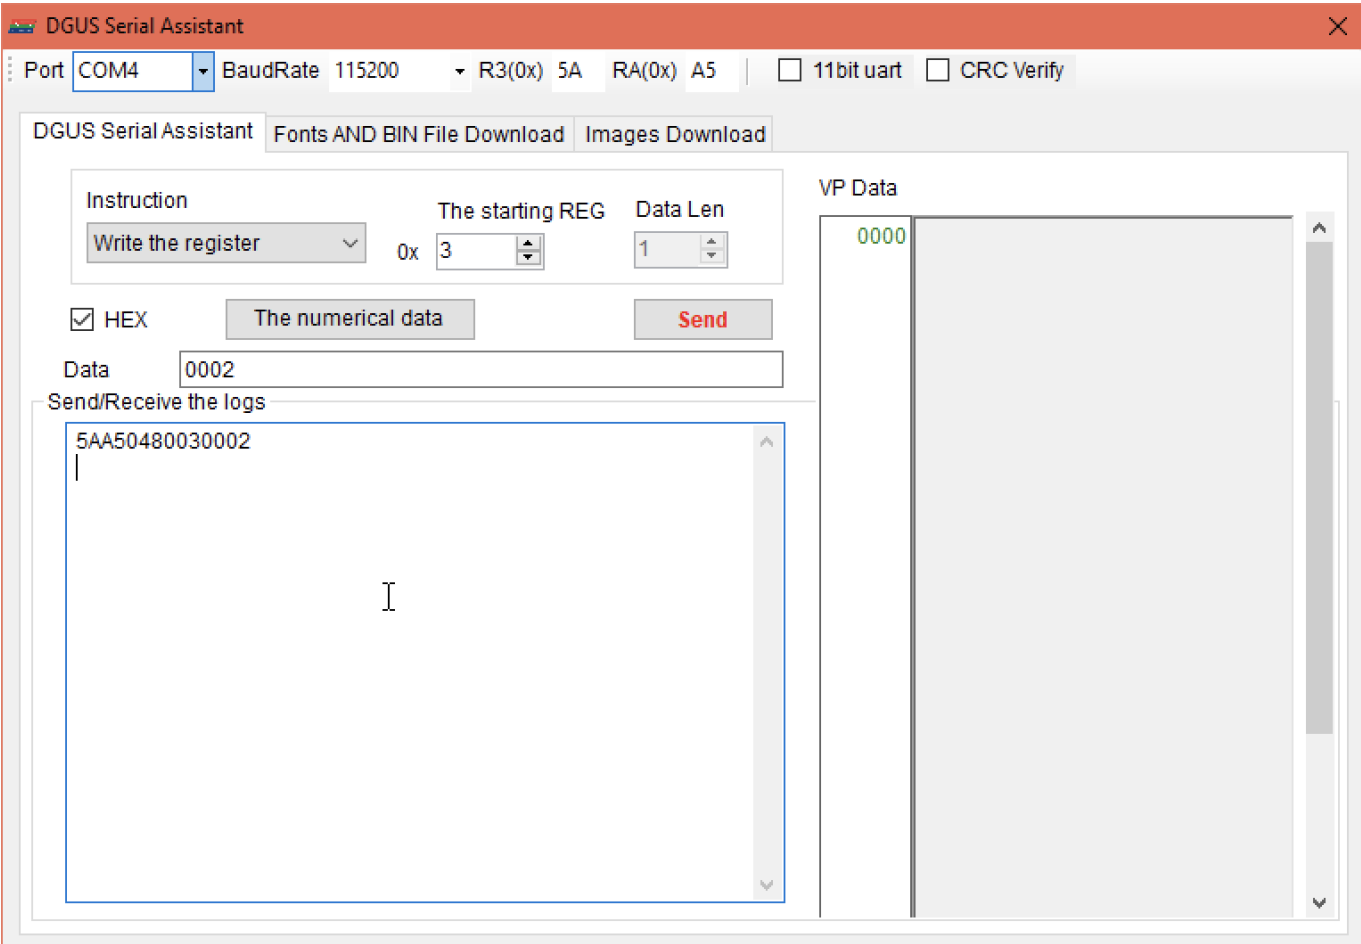 DGUS Serial Assistant
Port COM4 BaudRate 115200 R3(0x) 5A RA(0x) A5 11bit uart CRC Verify
DGUS Serial Assistant Fonts AND BIN File Download Images Download
Instruction The starting REG Data Len
Write the register 0x 3 1
HEX The numerical data Send
Data 0002
Send/Receive the logs
5AA50480030002
VP Data
0000